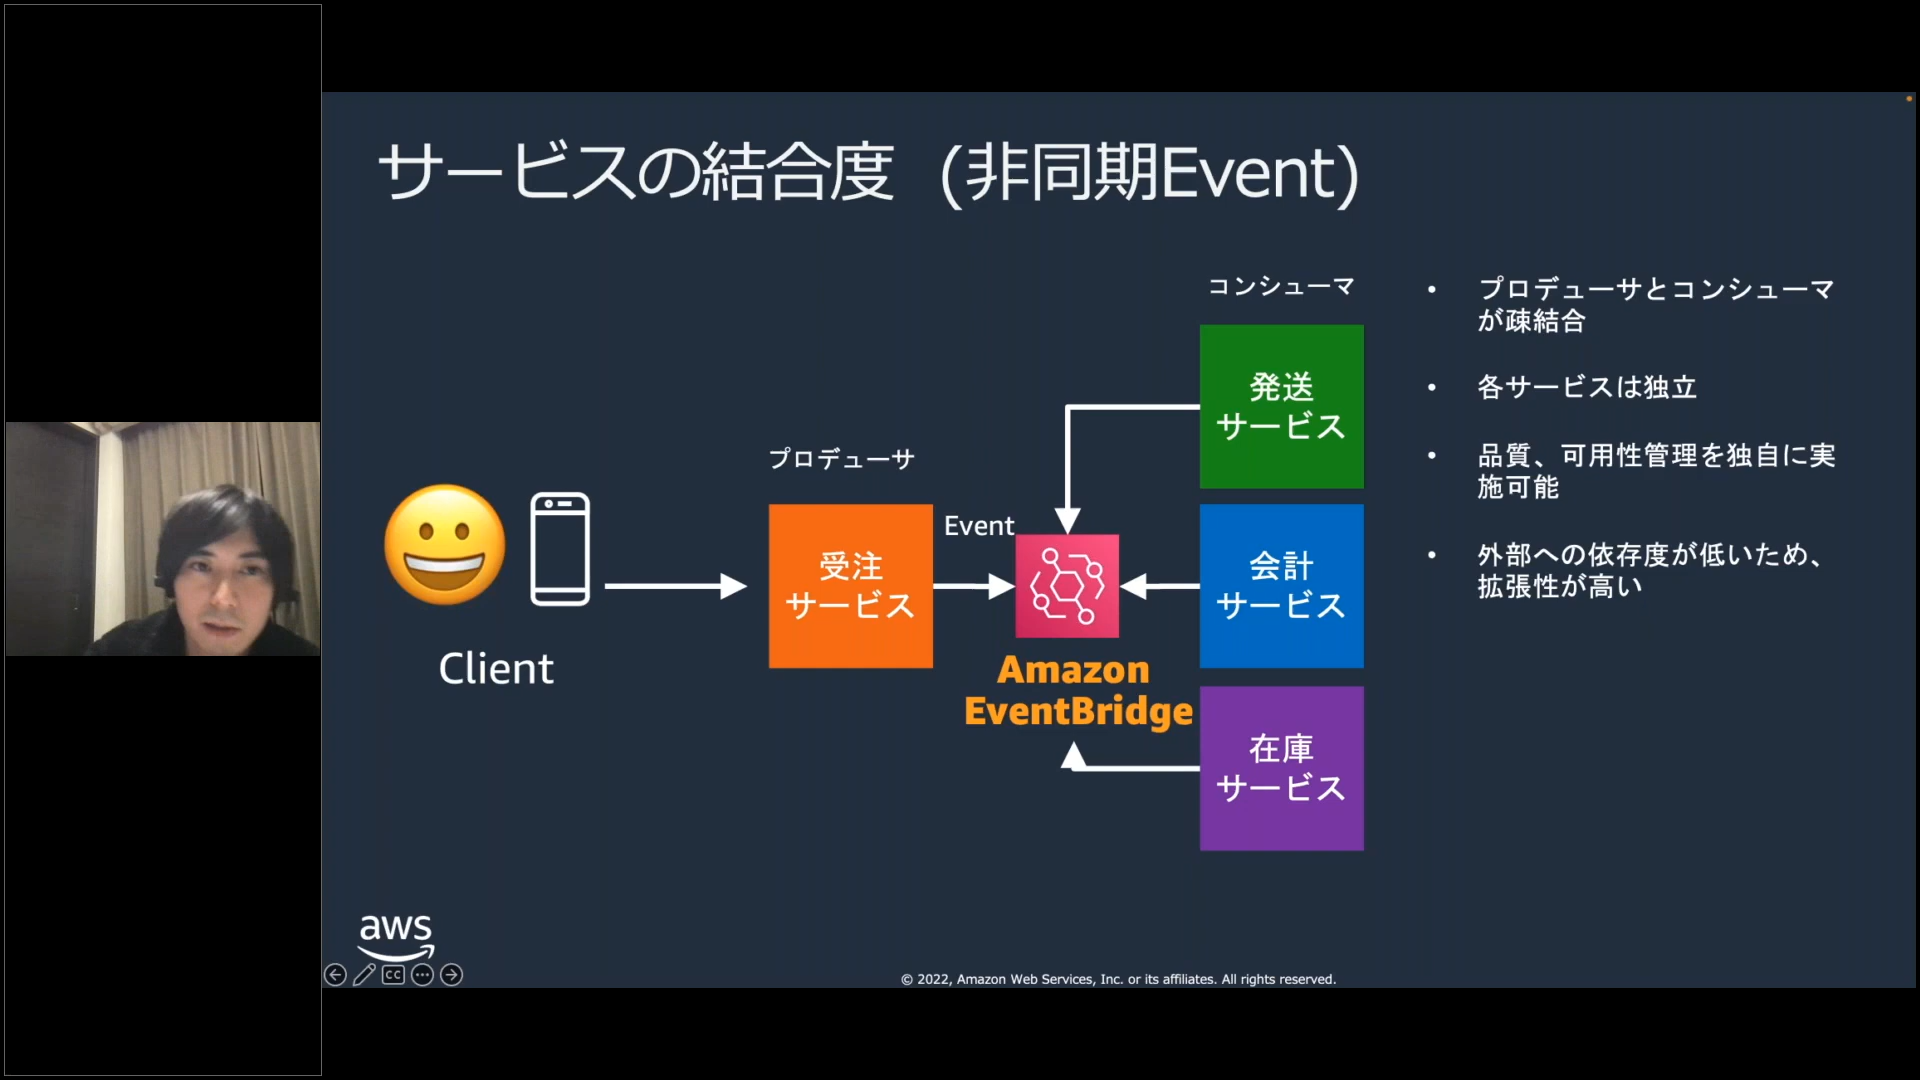 サービスの結合度 (非同期Event)
コンシューマ
発送
サービス
プロデューサ
受注
サービス
Event
会計
サービス
Client
Amazon
EventBridge
在庫
サービス
• プロデューサとコンシューマ
が疎結合
• 各サービスは独立
• 品質、可用性管理を独自に実
施可能
• 外部への依存度が低いため、
拡張性が高い
aws
CC
© 2022, Amazon Web Services, Inc. or its affiliates. All rights reserved.